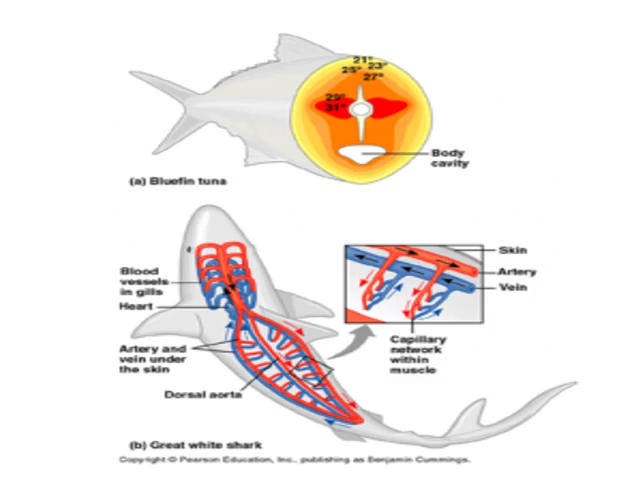 21° 23°
25° 27°
29°
31°
Body
cavity
(a) Bluefin tuna
Skin
Blood
vessels
in gills
Artery
Vein
Heart
Artery and
vein under
the skin
Capillary
network
within
muscle
Dorsal aorta
(b) Great white shark
Copyright © Pearson Education, Inc., publishing as Benjamin Cummings.